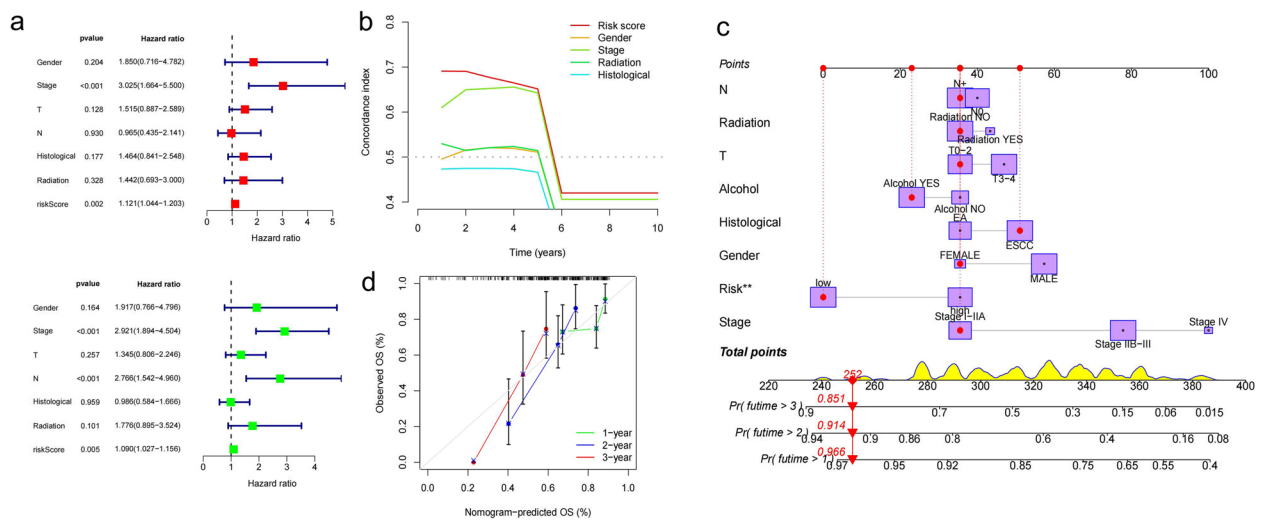 a
pvalue Hazard ratio
Gender 0.204 1.850(0.716−4.782)
Stage <0.001 3.025(1.664−5.500)
T 0.128 1.515(0.887−2.589)
N 0.930 0.965(0.435−2.141)
Histological 0.177 1.464(0.841−2.548)
Radiation 0.328 1.442(0.693−3.000)
riskScore 0.002 1.121(1.044−1.203)
0 1 2 3 4 5
Hazard ratio
pvalue Hazard ratio
Gender 0.164 1.917(0.766−4.796)
Stage <0.001 2.921(1.894−4.504)
T 0.257 1.345(0.806−2.246)
N <0.001 2.766(1.542−4.960)
Histological 0.959 0.986(0.584−1.666)
Radiation 0.101 1.776(0.895−3.524)
riskScore 0.005 1.090(1.027−1.156)
0 1 2 3 4
Hazard ratio
b
Concordance index
0.8
0.7
0.6
0.5
0.4
Risk score
Gender
Stage
Radiation
Histological
0 2 4 6 8 10
Time (years)
d
Observed OS (%)
1.0
0.8
0.6
0.4
0.2
0.0
1-year
2-year
3-year
0.0 0.2 0.4 0.6 0.8 1.0
Nomogram-predicted OS (%)
c
Points
0 20 40 60 80 100
N
N+
N0
Radiation
Radiation NO
Radiation YES
T
T0−2
T3−4
Alcohol
Alcohol YES
Alcohol NO
Histological
EA
ESCC
Gender
FEMALE
MALE
Risk**
low
high
Stage
Stage I−IIA
Stage IIB−III
Stage IV
Total points
252
220 240 260 280 300 320 340 360 380 400
0.851
Pr( futime > 3)
0.9 0.7 0.5 0.3 0.15 0.06 0.015
0.914
Pr( futime > 2)
0.94 0.9 0.86 0.8 0.6 0.4 0.16 0.08
0.966
Pr( futime > 1)
0.97 0.95 0.92 0.85 0.75 0.65 0.55 0.4